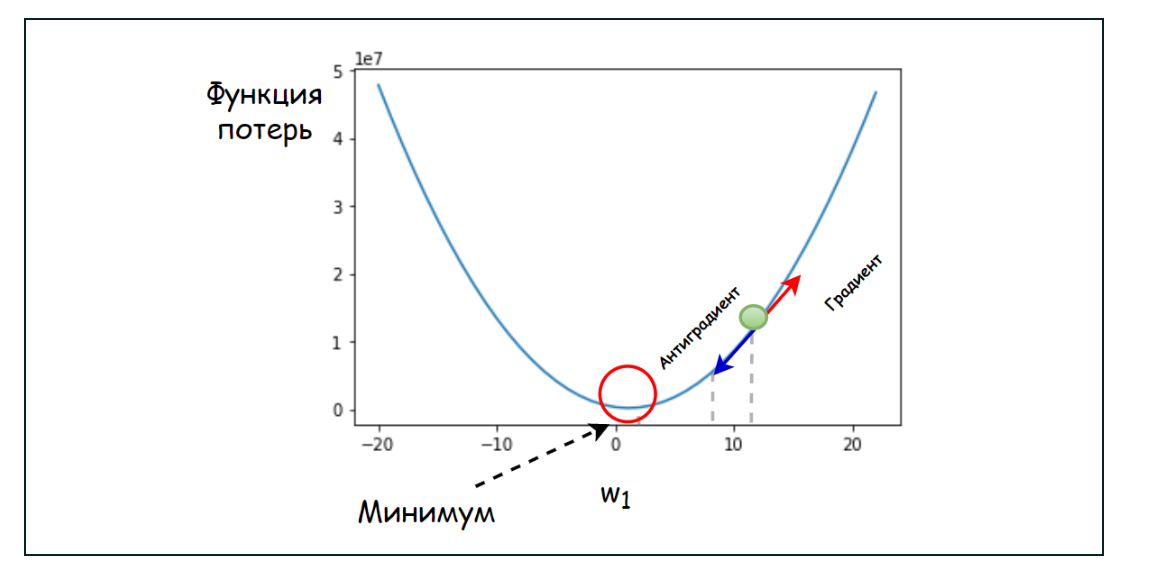 1e7
Функция
потерь
5
4
3
2
1
0
Антиградиент
Градиент
−20
−10
0
10
20
w1
Минимум